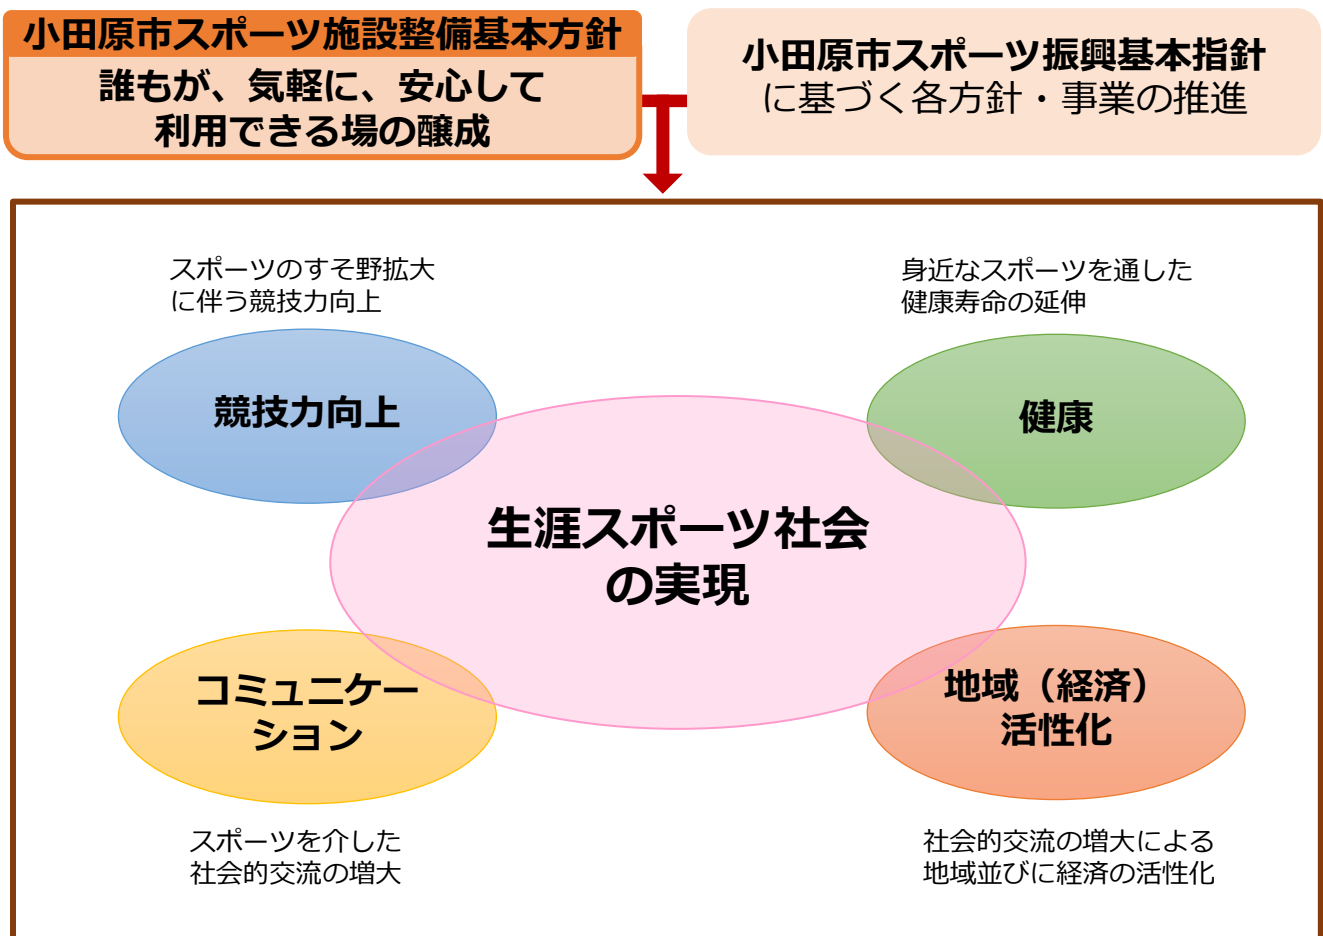 小田原市スポーツ施設整備基本方針
誰もが、気軽に、安心して
利用できる場の醸成
小田原市スポーツ振興基本指針
に基づく各方針・事業の推進
スポーツのすそ野拡大
に伴う競技力向上
身近なスポーツを通した
健康寿命の延伸
競技力向上
健康
生涯スポーツ社会
の実現
コミュニケー
ション
地域（経済）
活性化
スポーツを介した
社会的交流の増大
社会的交流の増大による
地域並びに経済の活性化